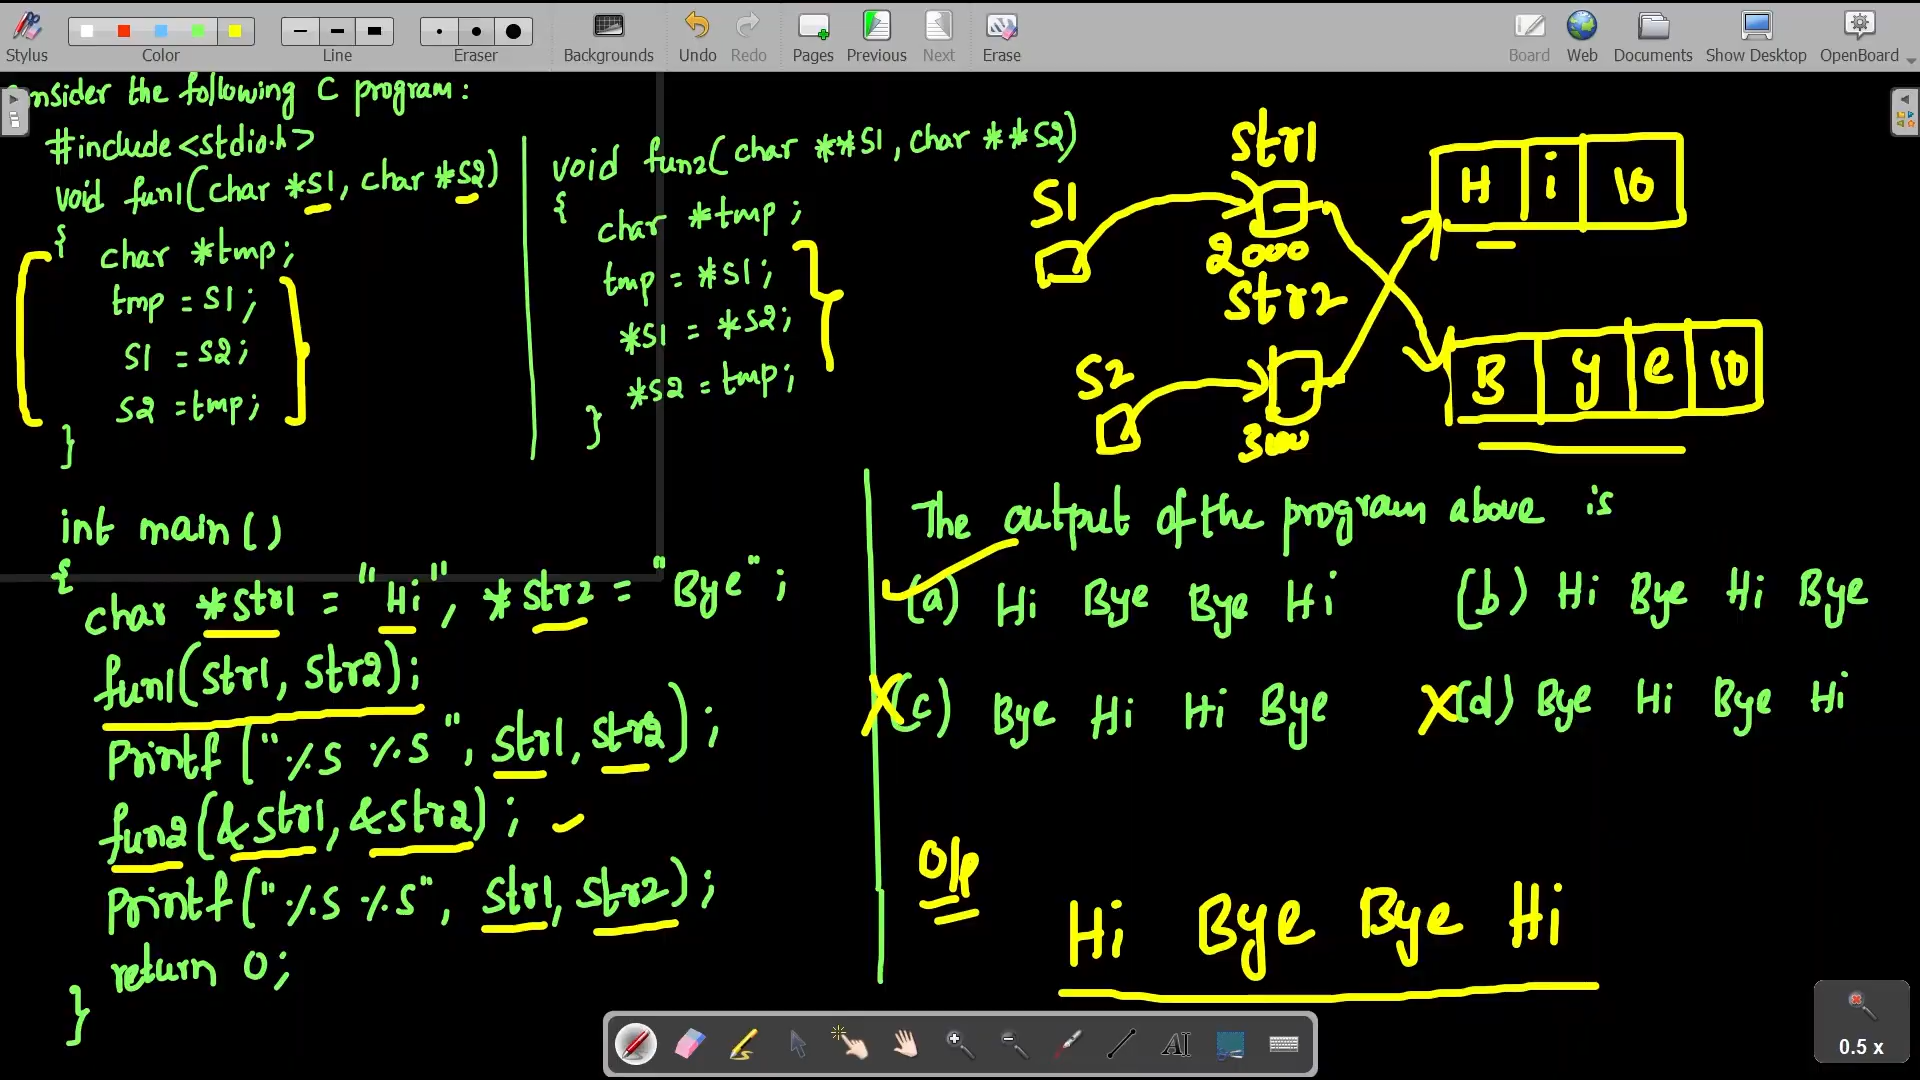 Stylus
Color
Line
Eraser
Backgrounds
Undo
Redo
Pages
Previous
Next
Erase
Board
Web
Documents
Show Desktop
OpenBoard
nsider the following C program:
#include<stdio.h>
void fun1(char *S1, char *S2)
{
char *tmp;
tmp = S1;
S1 = S2;
S2 = tmp;
}
void fun2(char **S1, char **S2)
{
char *tmp;
tmp = *S1;
*S1 = *S2;
*S2 = tmp;
}
int main()
{
char *str1 = "Hi", *str2 = "Bye";
fun1(str1, str2);
Printf("%s %s", str1, str2);
fun2(&str1, &str2);
Printf("%s %s", str1, str2);
return 0;
}
S1
str1
2000
H i \0
S2
str2
3000
B y e \0
The output of the program above is
(a) Hi Bye Bye Hi
(b) Hi Bye Hi Bye
(c) Bye Hi Hi Bye
(d) Bye Hi Bye Hi
O/P
Hi Bye Bye Hi
0.5 x